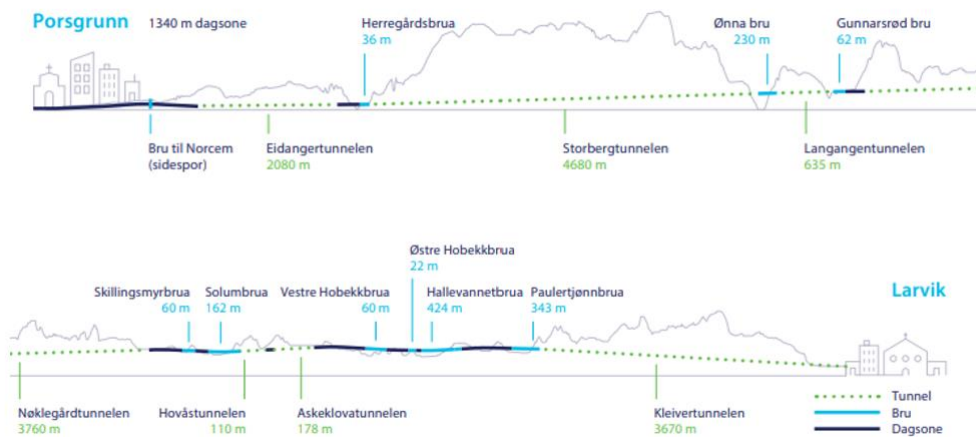 Porsgrunn 1340 m dagsone
Herregårdsbrua
36 m
Ønna bru
230 m
Gunnarsrød bru
62 m
Bru til Norcem
(sidespor)
Eidangertunnelen
2080 m
Storbergtunnelen
4680 m
Langangentunnelen
635 m
Østre Hobekkbrua
22 m
Skillingsmyrbrua
60 m
Solumbrua
162 m
Vestre Hobekkbrua
60 m
Hallevannetbrua
424 m
Paulertjønnbrua
343 m
Larvik
Nøklegårdtunnelen
3760 m
Hovåstunnelen
110 m
Askeklovatunnelen
178 m
Kleivertunnelen
3670 m
Tunnel
Bru
Dagsone